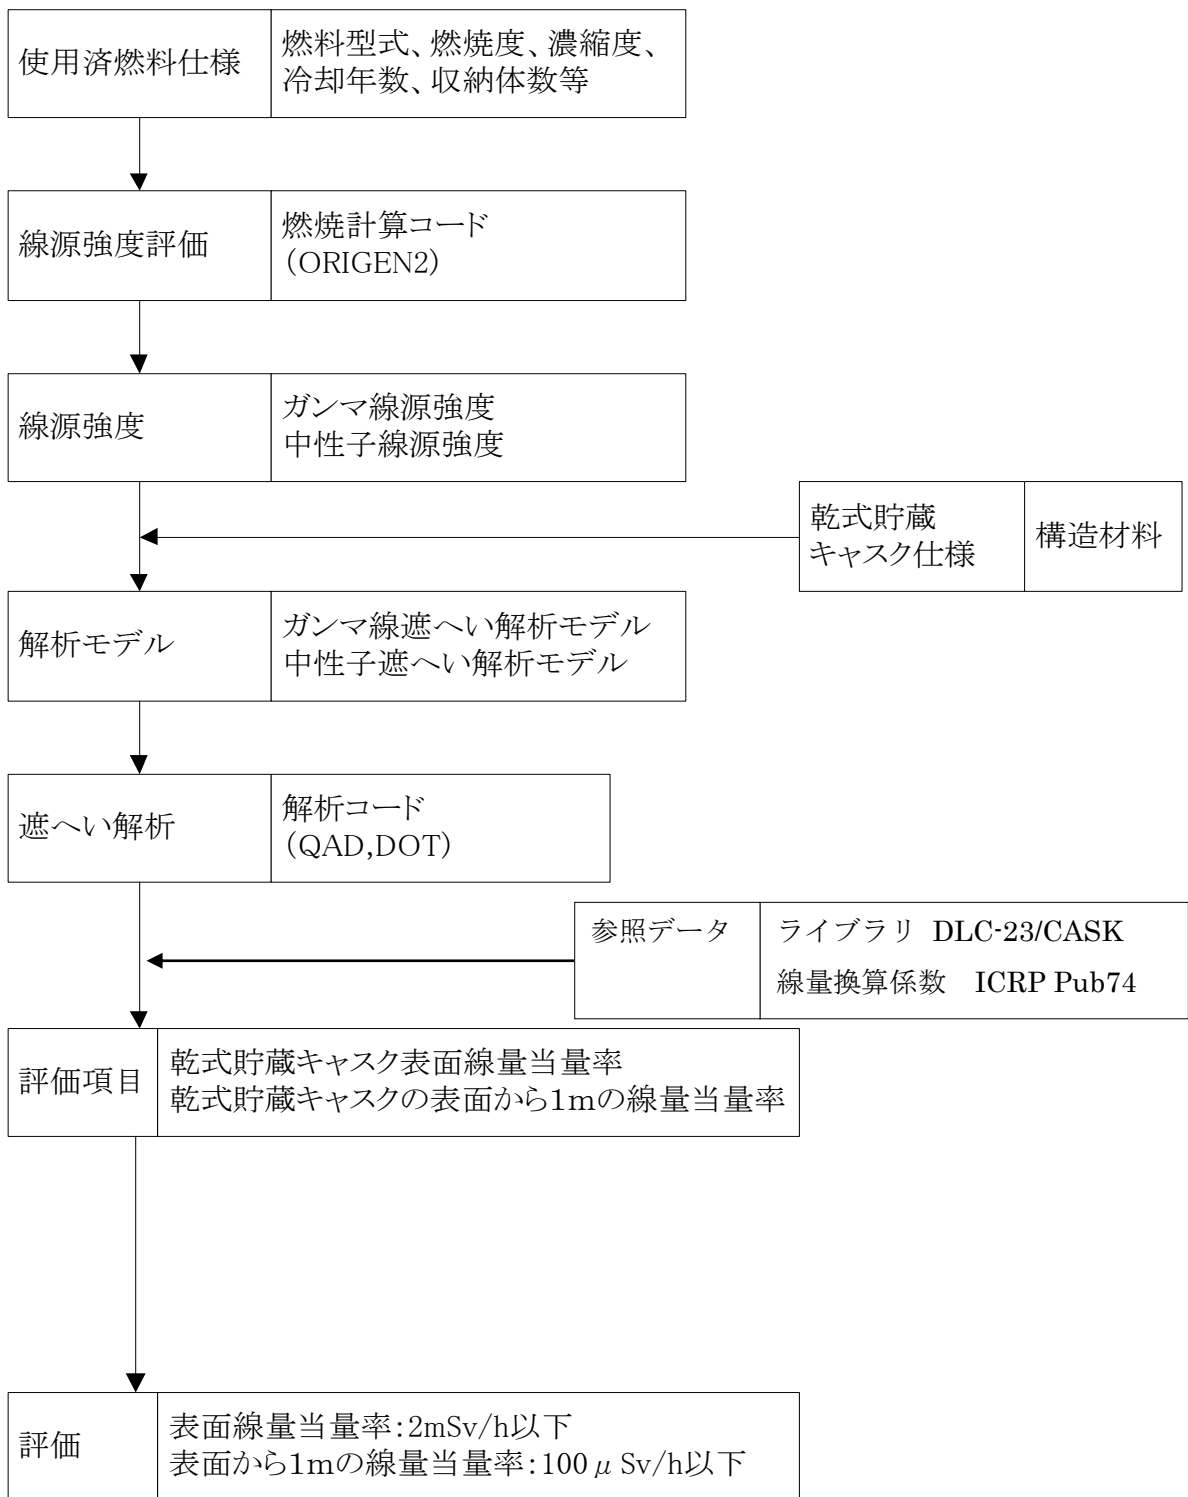 使用済燃料仕様
燃料型式、燃焼度、濃縮度、
冷却年数、収納体数等
線源強度評価
燃焼計算コード
(ORIGEN2)
線源強度
ガンマ線源強度
中性子線源強度
乾式貯蔵
キャスク仕様
構造材料
解析モデル
ガンマ線遮へい解析モデル
中性子遮へい解析モデル
遮へい解析
解析コード
(QAD,DOT)
参照データ
ライブラリ DLC-23/CASK
線量換算係数 ICRP Pub74
評価項目
乾式貯蔵キャスク表面線量当量率
乾式貯蔵キャスクの表面から1mの線量当量率
評価
表面線量当量率:2mSv/h以下
表面から1mの線量当量率:100μSv/h以下